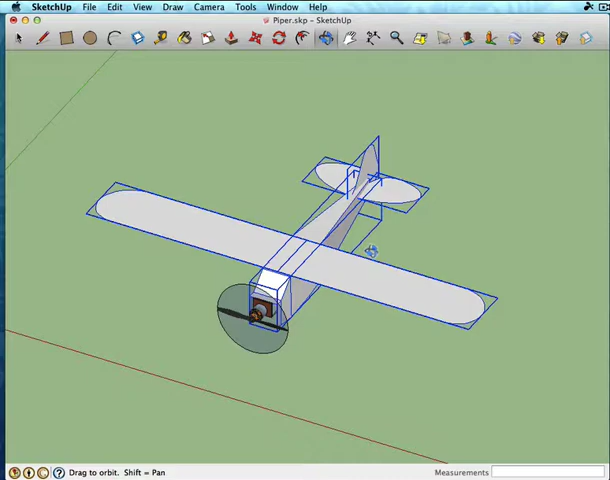 SketchUp File Edit View Draw Camera Tools Window Help
Piper.skp – SketchUp
Drag to orbit. Shift = Pan
Measurements